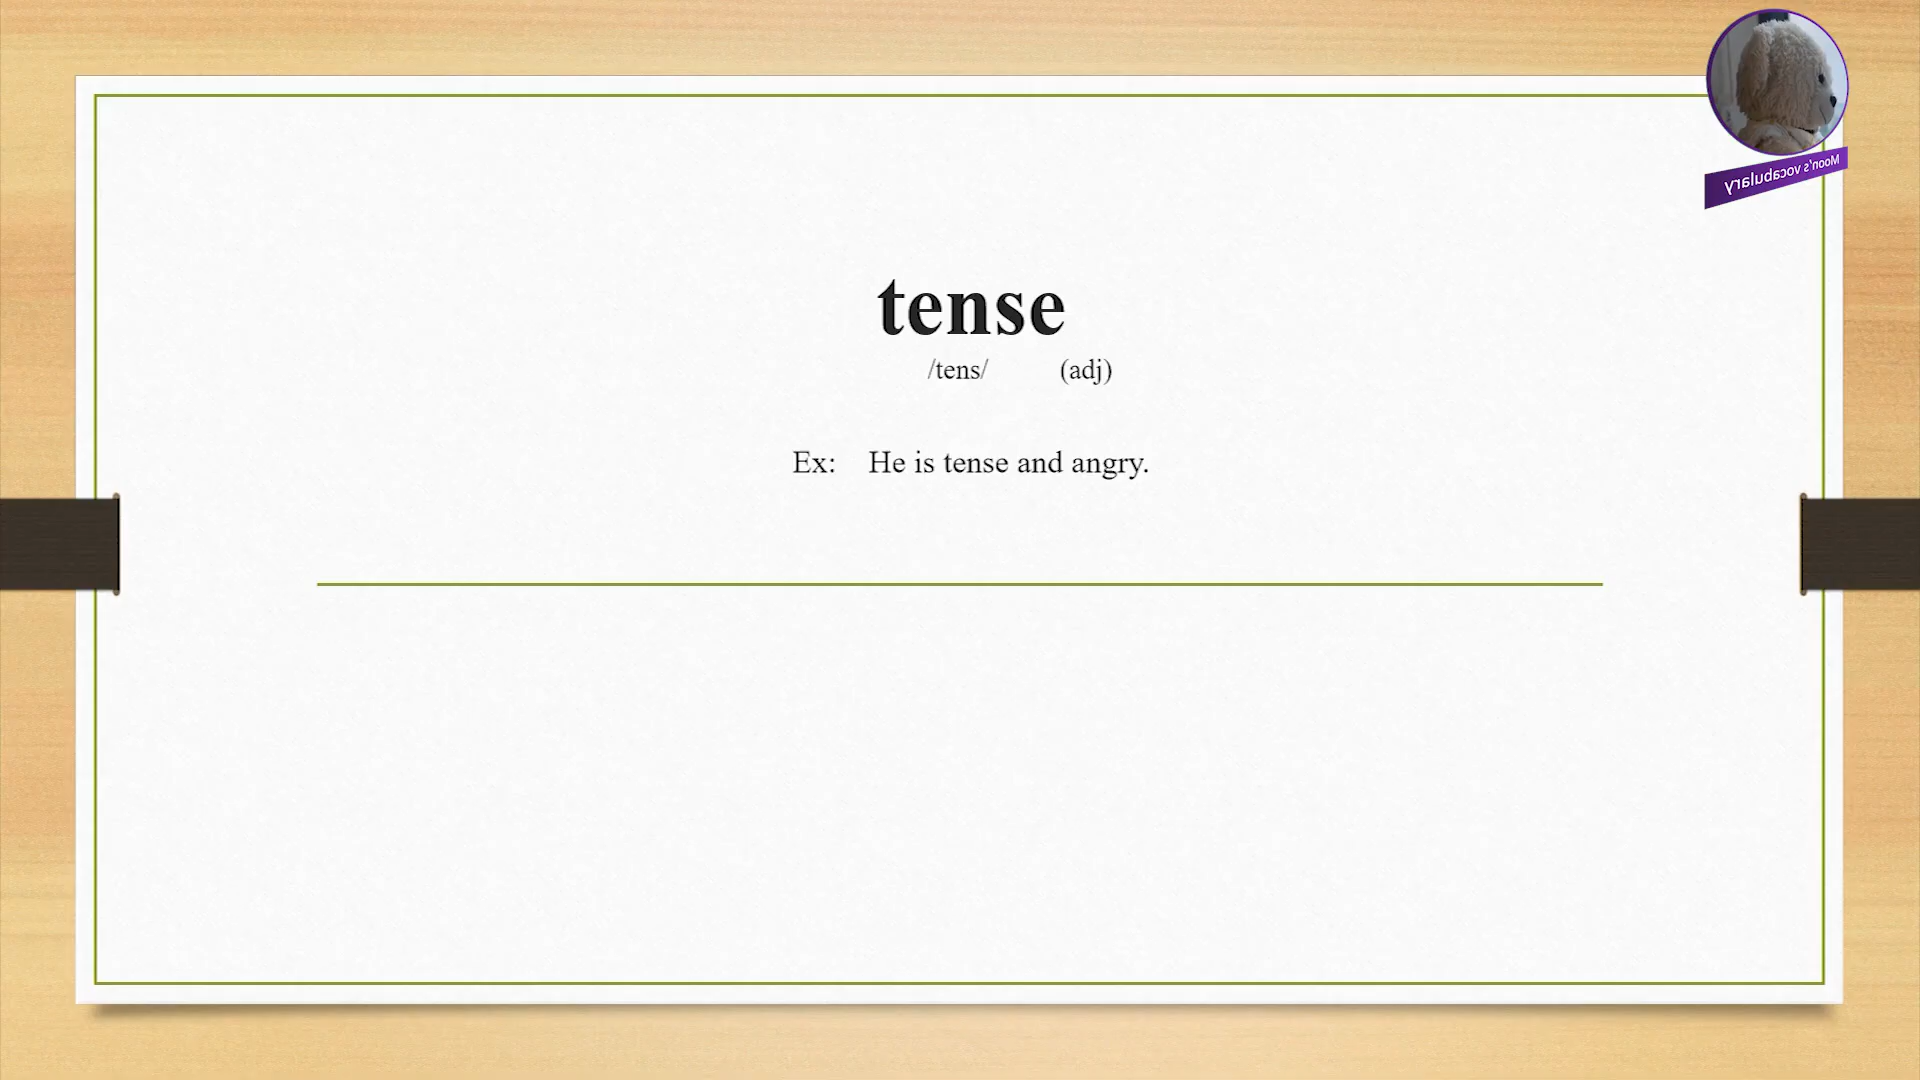 Moon's vocabulary
tense
/tens/ (adj)
Ex: He is tense and angry.